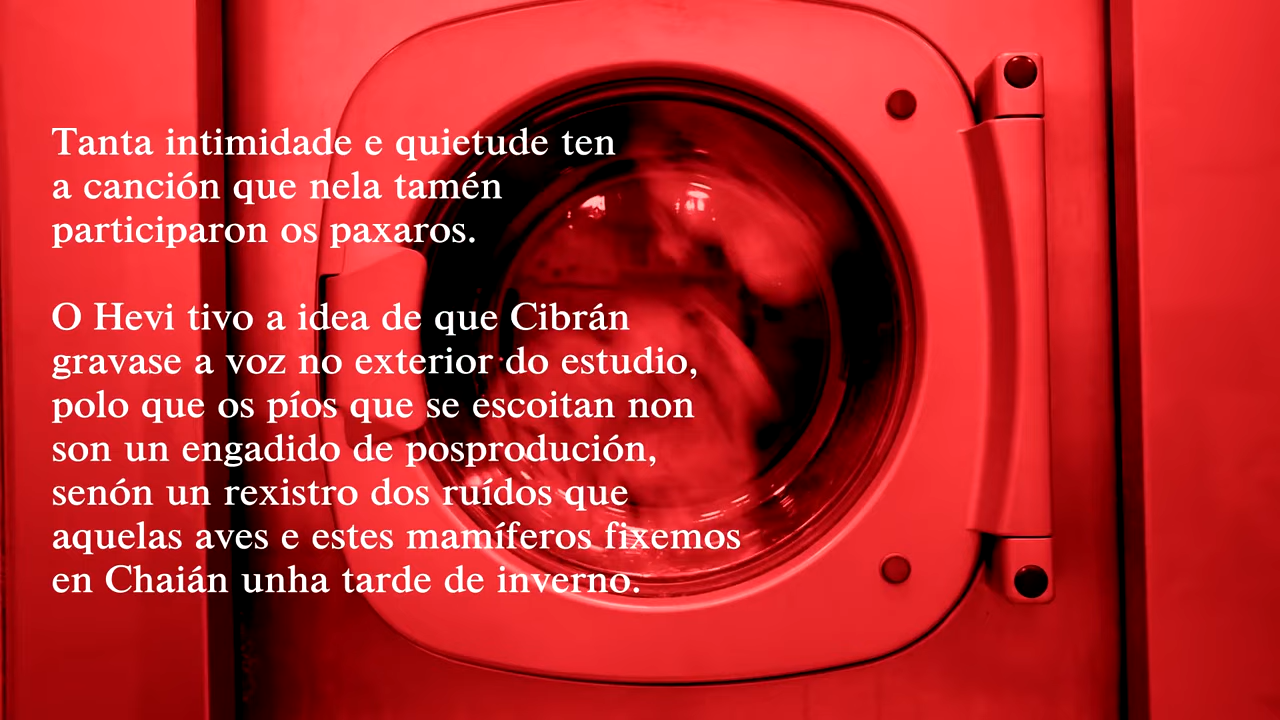 Tanta intimidade e quietude ten
a canción que nela tamén
participaron os paxaros.
O Hevi tivo a idea de que Cibrán
gravase a voz no exterior do estudio,
polo que os píos que se escoitan non
son un engadido de posprodución,
senón un rexistro dos ruídos que
aquelas aves e estes mamíferos fixemos
en Chaián unha tarde de inverno.